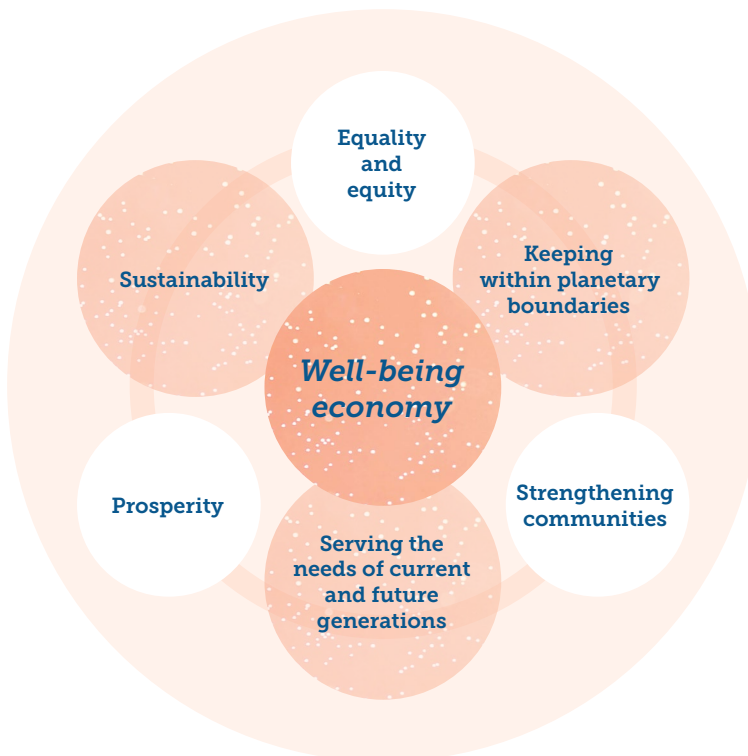 Equality
and
equity
Sustainability
Keeping
within planetary
boundaries
Well-being
economy
Prosperity
Strengthening
communities
Serving the
needs of current
and future
generations